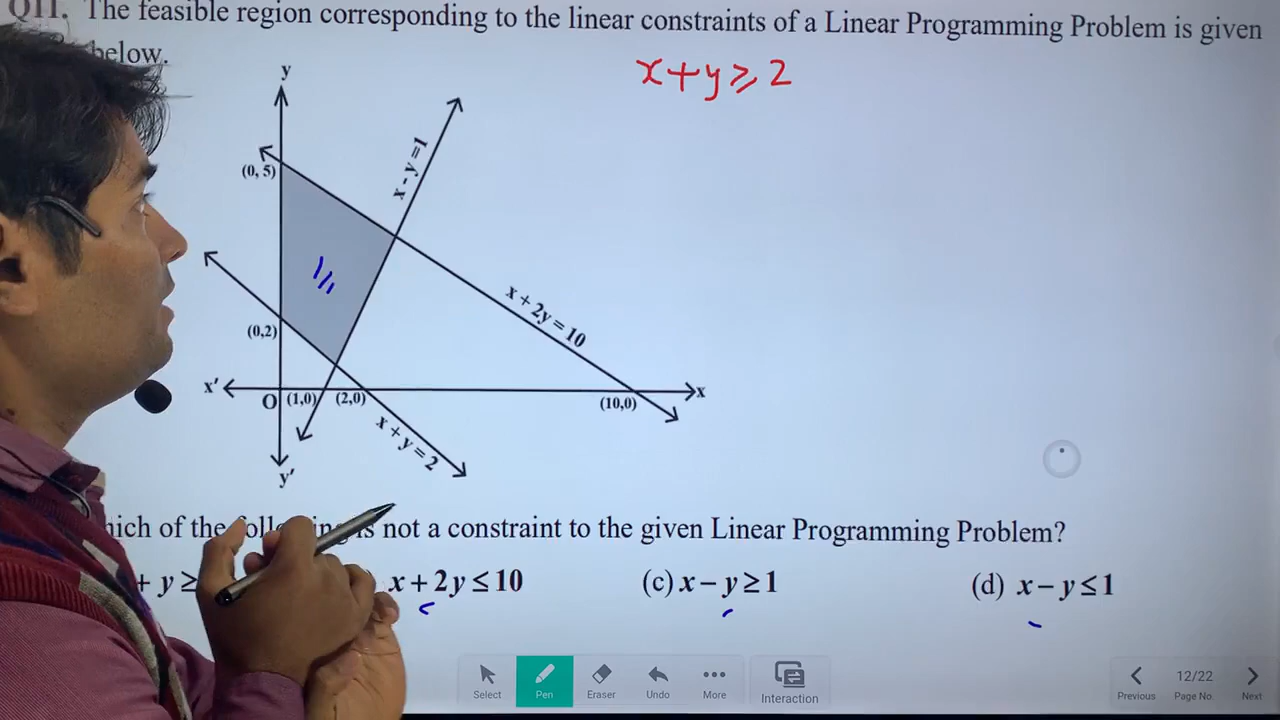 Q11. The feasible region corresponding to the linear constraints of a Linear Programming Problem is given
below.
x+y≥2
y
(0, 5)
x - y =1
x + 2y = 10
(0,2)
x'
O
(1,0)
(2,0)
(10,0)
x
x + y = 2
y'
is not a constraint to the given Linear Programming Problem?
+ y ≥
x + 2y ≤ 10
(c) x − y ≥ 1
(d) x − y ≤ 1
Select
Pen
Eraser
Undo
More
Interaction
Previous
12/22
Page No.
Next